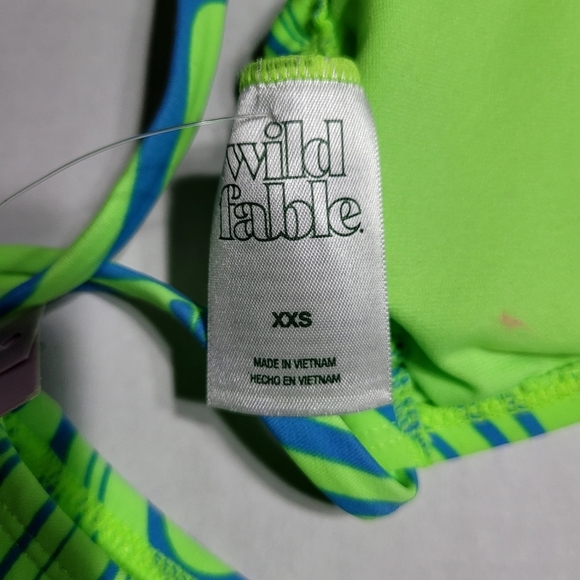 wild
fable.
XXS
MADE IN VIETNAM
HECHO EN VIETNAM